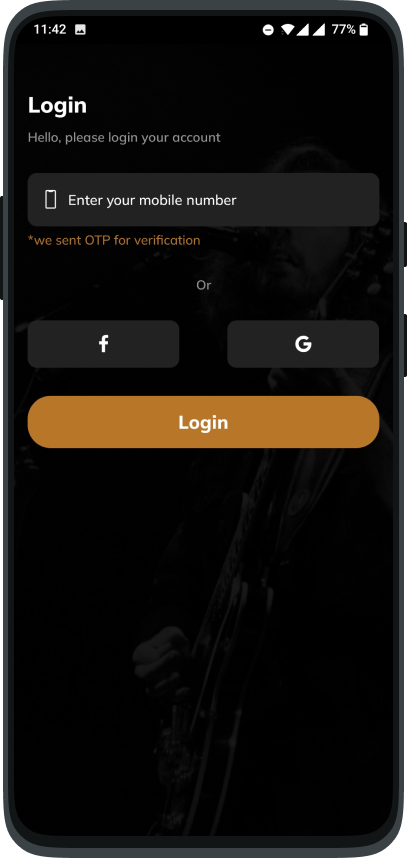 11:42 77%
Login
Hello, please login your account
Enter your mobile number
*we sent OTP for verification
Or
f G
Login